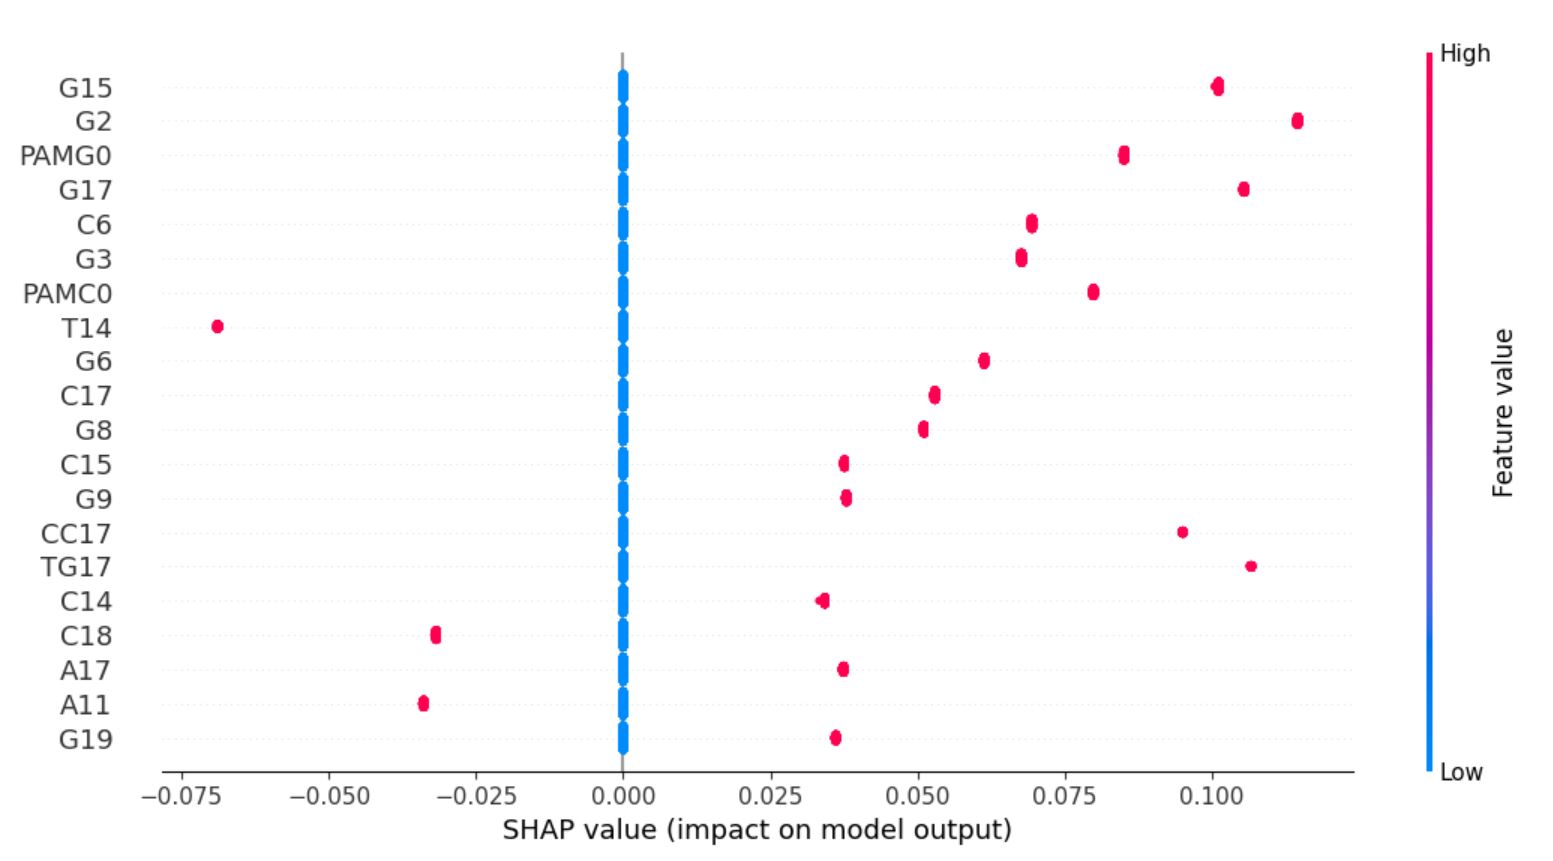 High
G15
G2
PAMG0
G17
C6
G3
PAMC0
T14
G6
C17
G8
C15
G9
CC17
TG17
C14
C18
A17
A11
G19
Feature value
Low
−0.075 −0.050 −0.025 0.000 0.025 0.050 0.075 0.100
SHAP value (impact on model output)